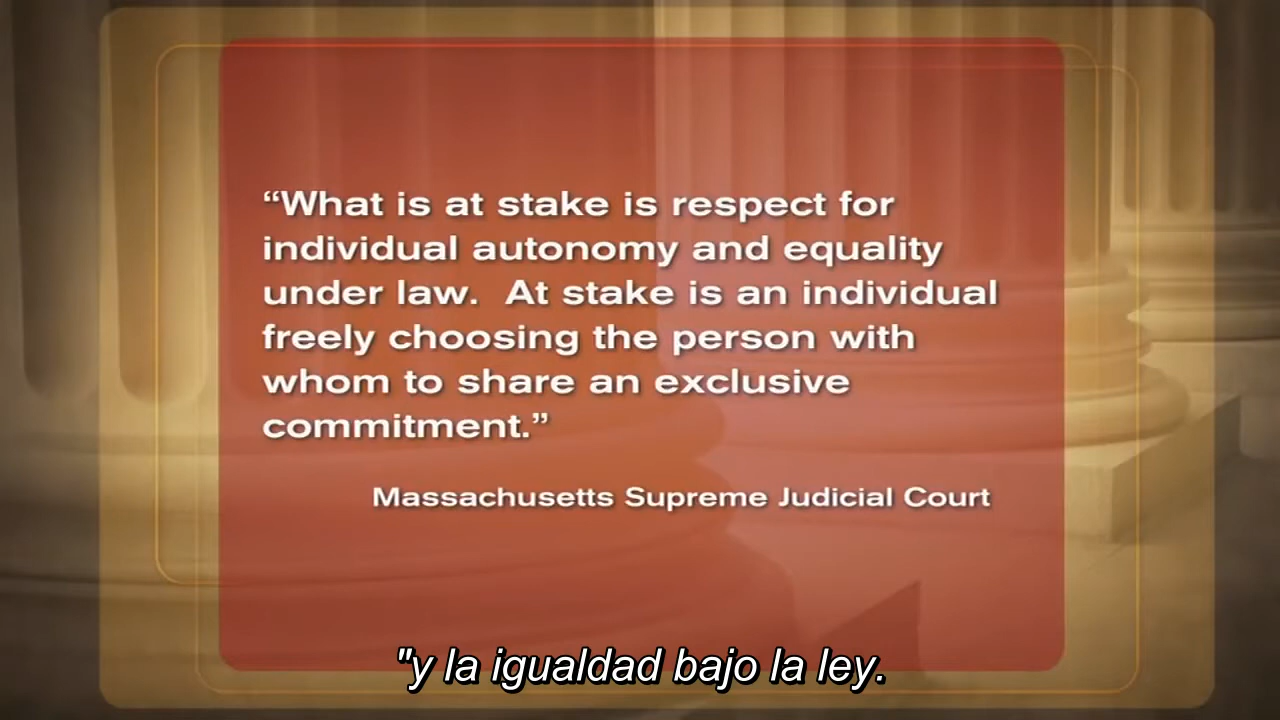 “What is at stake is respect for
individual autonomy and equality
under law.  At stake is an individual
freely choosing the person with
whom to share an exclusive
commitment.”
Massachusetts Supreme Judicial Court
"y la igualdad bajo la ley.